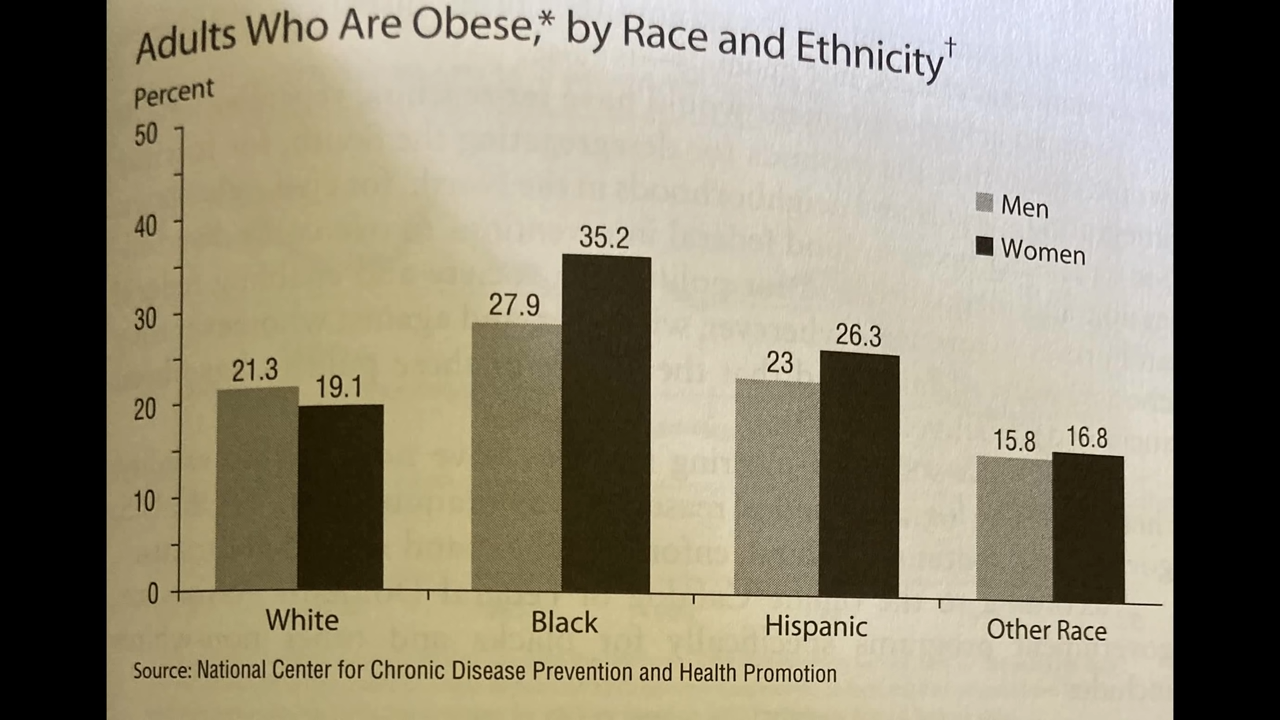 Adults Who Are Obese,* by Race and Ethnicity†
Percent
50
40
30
20
10
0
Men
Women
21.3
19.1
27.9
35.2
23
26.3
15.8
16.8
White
Black
Hispanic
Other Race
Source: National Center for Chronic Disease Prevention and Health Promotion